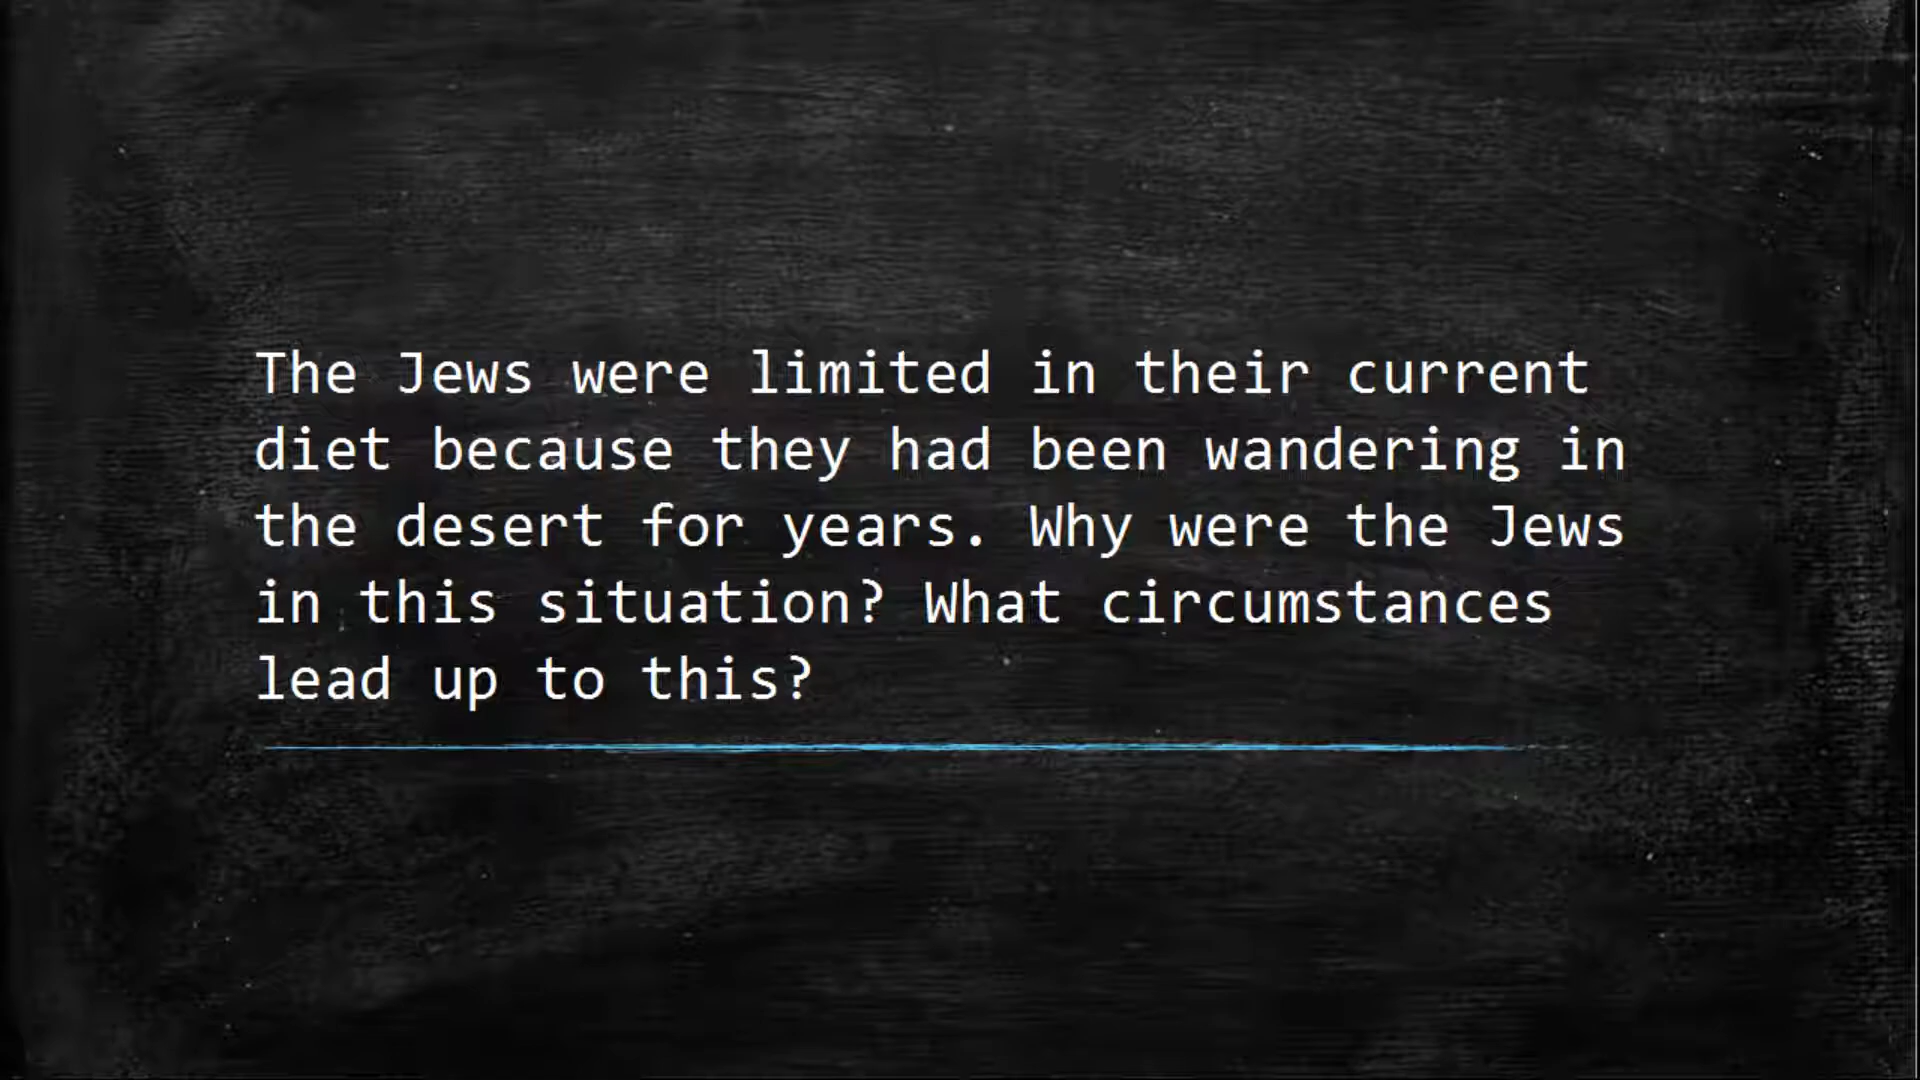 The Jews were limited in their current
diet because they had been wandering in
the desert for years. Why were the Jews
in this situation? What circumstances
lead up to this?